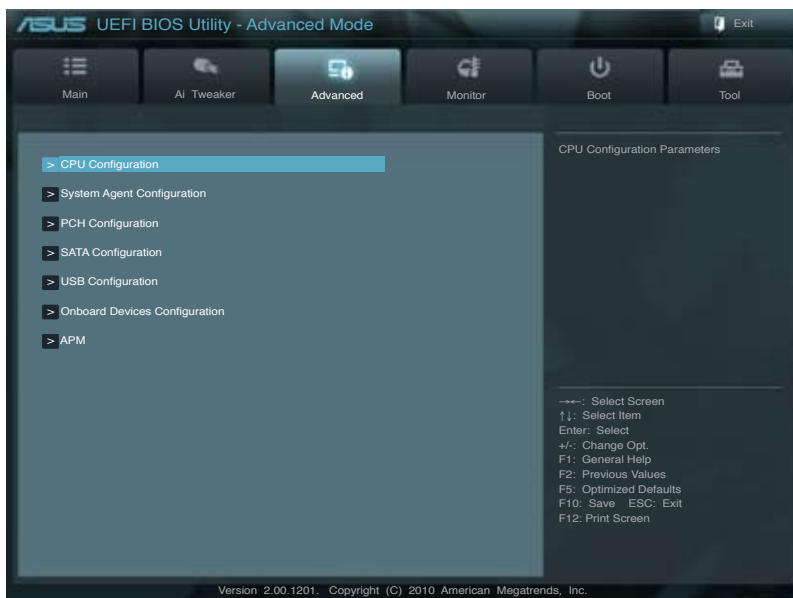 ASUS UEFI BIOS Utility - Advanced Mode
Exit
Main
Ai Tweaker
Advanced
Monitor
Boot
Tool
> CPU Configuration
> System Agent Configuration
> PCH Configuration
> SATA Configuration
> USB Configuration
> Onboard Devices Configuration
> APM
CPU Configuration Parameters
→←: Select Screen
↑↓: Select Item
Enter: Select
+/-: Change Opt.
F1: General Help
F2: Previous Values
F5: Optimized Defaults
F10: Save ESC: Exit
F12: Print Screen
Version 2.00.1201. Copyright (C) 2010 American Megatrends, Inc.